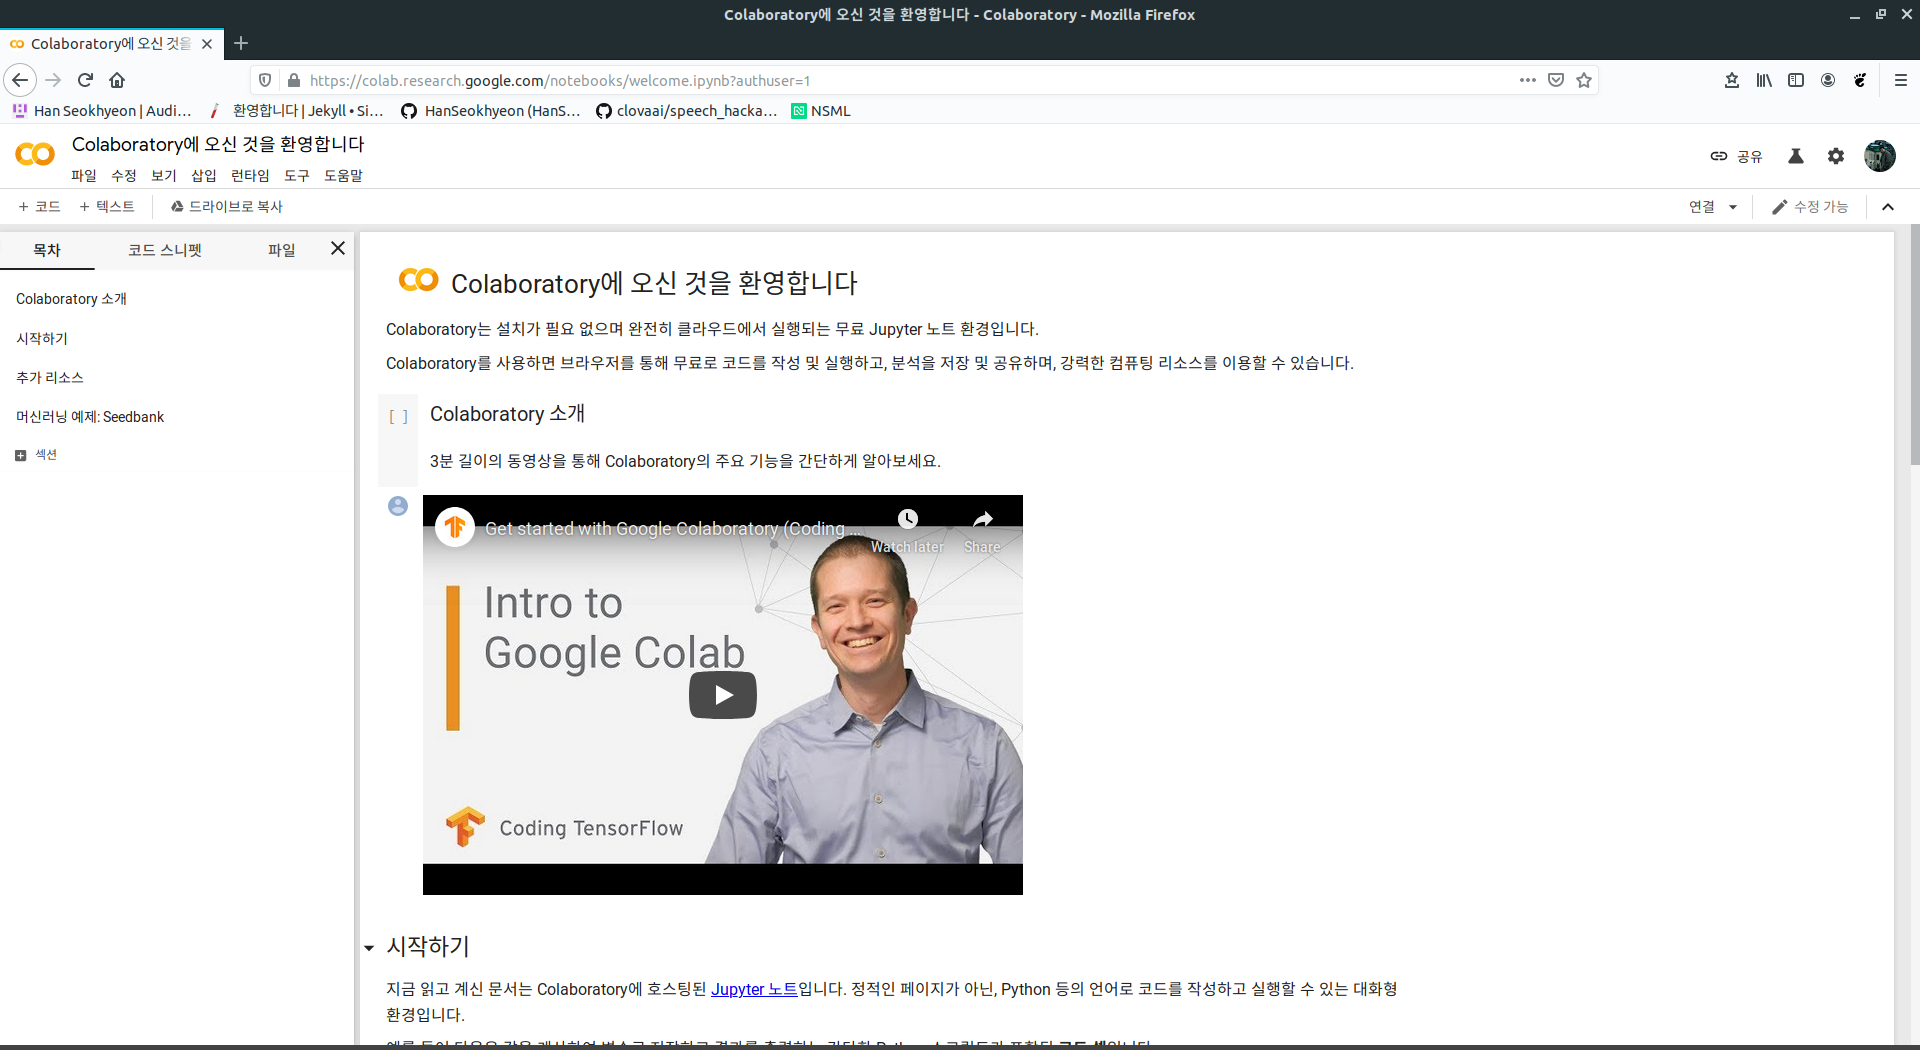 Colaboratory에 오신 것을 환영합니다 - Colaboratory - Mozilla Firefox
Colaboratory에 오신 것을
https://colab.research.google.com/notebooks/welcome.ipynb?authuser=1
Han Seokhyeon | Audi… 환영합니다 | Jekyll • Si… HanSeokhyeon (HanS… clovaai/speech_hacka… NSML
Colaboratory에 오신 것을 환영합니다
파일 수정 보기 삽입 런타임 도구 도움말
공유
+ 코드 + 텍스트 드라이브로 복사
연결 수정 가능
목차 코드 스니펫 파일
Colaboratory 소개
시작하기
추가 리소스
머신러닝 예제: Seedbank
섹션
Colaboratory에 오신 것을 환영합니다
Colaboratory는 설치가 필요 없으며 완전히 클라우드에서 실행되는 무료 Jupyter 노트 환경입니다.
Colaboratory를 사용하면 브라우저를 통해 무료로 코드를 작성 및 실행하고, 분석을 저장 및 공유하며, 강력한 컴퓨팅 리소스를 이용할 수 있습니다.
[ ] Colaboratory 소개
3분 길이의 동영상을 통해 Colaboratory의 주요 기능을 간단하게 알아보세요.
Get started with Google Colaboratory (Coding …
Watch later Share
Intro to
Google Colab
Coding TensorFlow
시작하기
지금 읽고 계신 문서는 Colaboratory에 호스팅된 Jupyter 노트입니다. 정적인 페이지가 아닌, Python 등의 언어로 코드를 작성하고 실행할 수 있는 대화형
환경입니다.